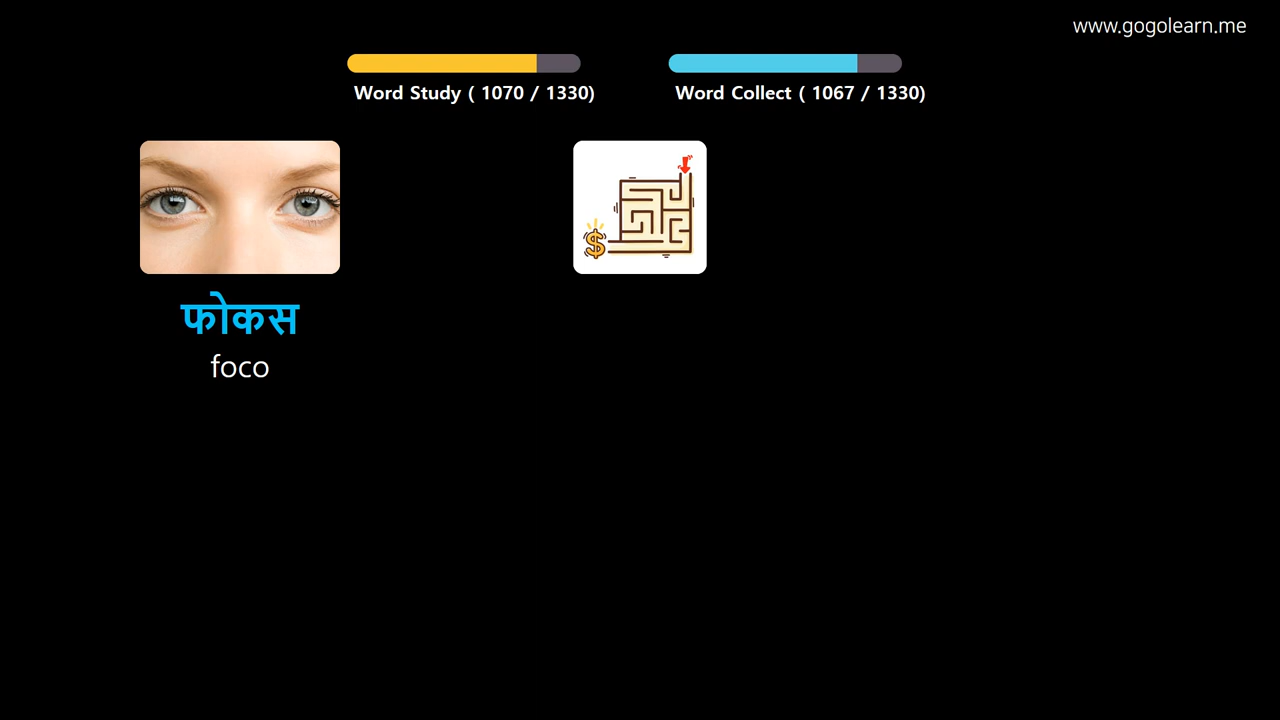 www.gogolearn.me
Word Study ( 1070 / 1330)
Word Collect ( 1067 / 1330)
फोकस
foco
$